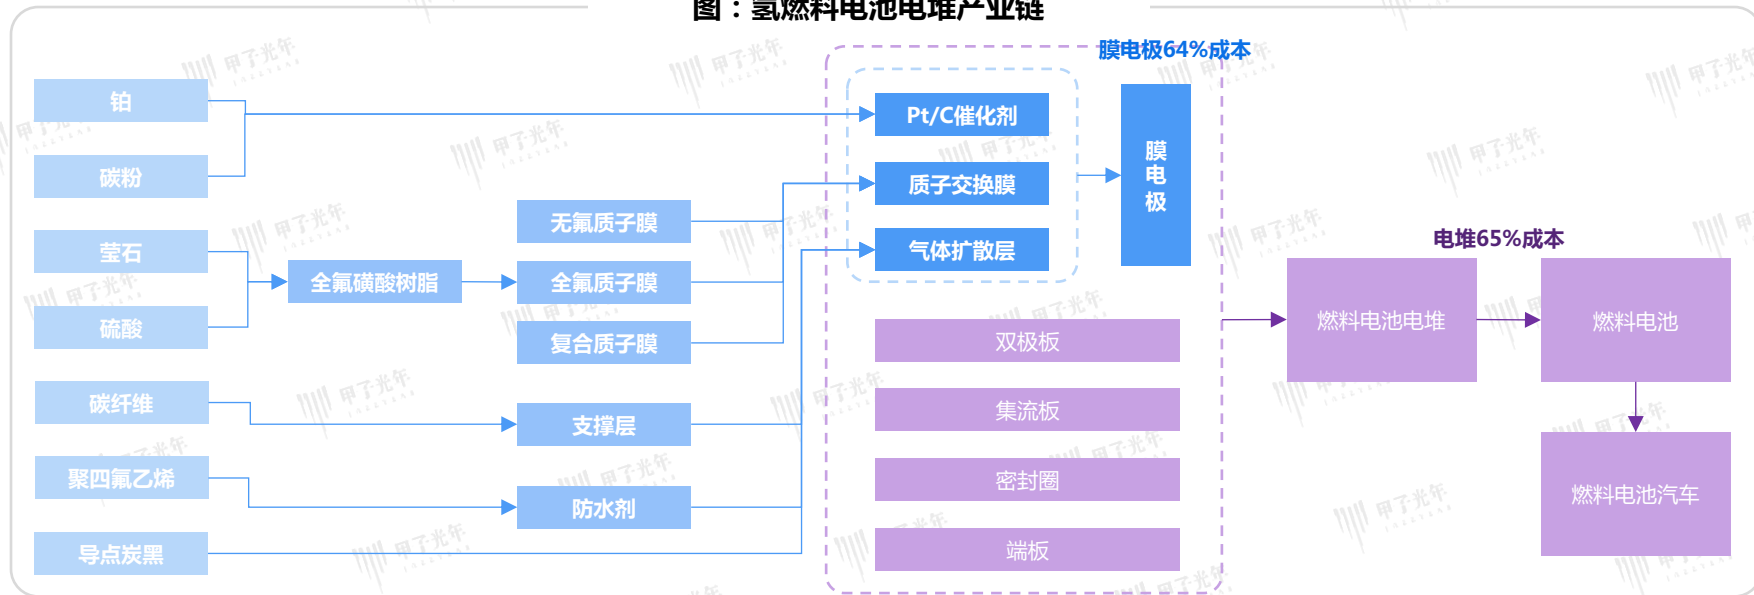 图：氢燃料电池电堆产业链
膜电极64%成本
铂
碳粉
莹石
硫酸
碳纤维
聚四氟乙烯
导点炭黑
全氟磺酸树脂
无氟质子膜
全氟质子膜
复合质子膜
支撑层
防水剂
Pt/C催化剂
质子交换膜
气体扩散层
膜电极
双极板
集流板
密封圈
端板
电堆65%成本
燃料电池电堆
燃料电池
燃料电池汽车
甲子光年